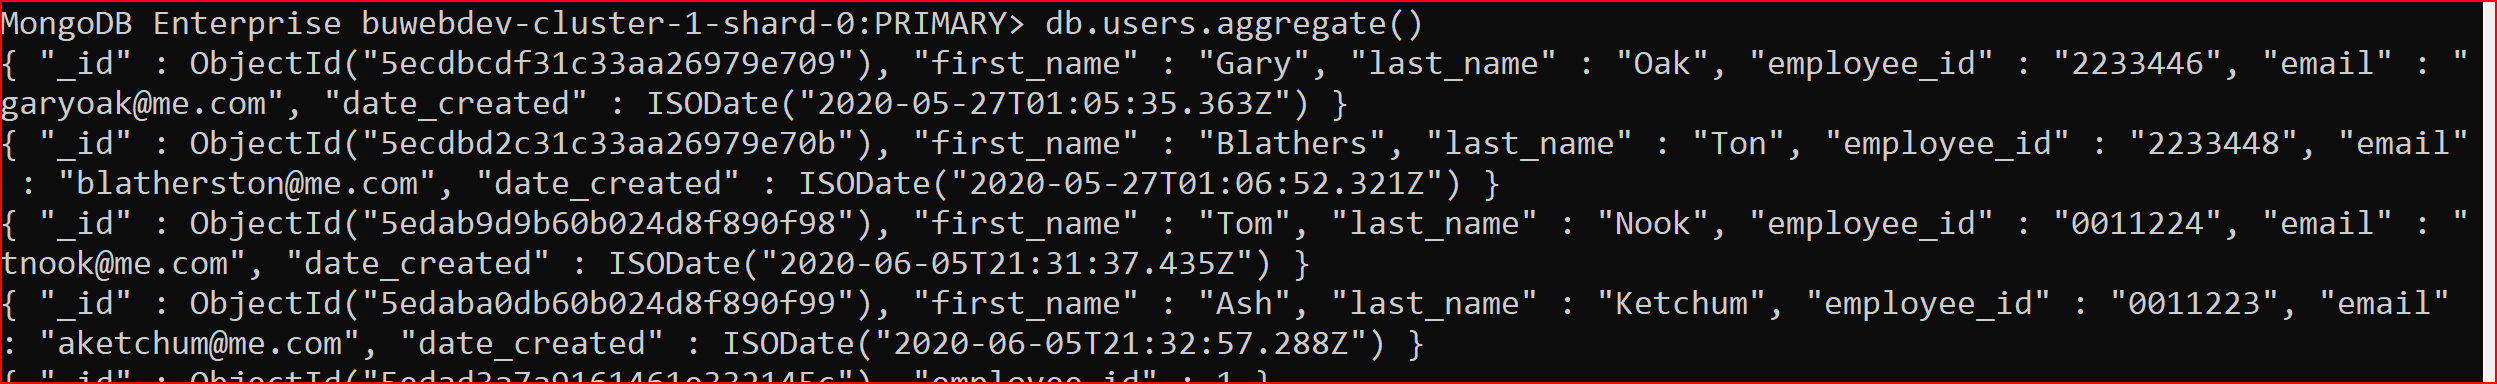 MongoDB Enterprise buwebdev-cluster-1-shard-0:PRIMARY> db.users.aggregate()
{ "_id" : ObjectId("5ecdbcdf31c33aa26979e709"), "first_name" : "Gary", "last_name" : "Oak", "employee_id" : "2233446", "email" : "
garyoak@me.com", "date_created" : ISODate("2020-05-27T01:05:35.363Z") }
{ "_id" : ObjectId("5ecdbd2c31c33aa26979e70b"), "first_name" : "Blathers", "last_name" : "Ton", "employee_id" : "2233448", "email"
 : "blatherston@me.com", "date_created" : ISODate("2020-05-27T01:06:52.321Z") }
{ "_id" : ObjectId("5edab9d9b60b024d8f890f98"), "first_name" : "Tom", "last_name" : "Nook", "employee_id" : "0011224", "email" : "
tnook@me.com", "date_created" : ISODate("2020-06-05T21:31:37.435Z") }
{ "_id" : ObjectId("5edaba0db60b024d8f890f99"), "first_name" : "Ash", "last_name" : "Ketchum", "employee_id" : "0011223", "email"
: "aketchum@me.com", "date_created" : ISODate("2020-06-05T21:32:57.288Z") }
{ "_id" : "employee_id" : 1 }